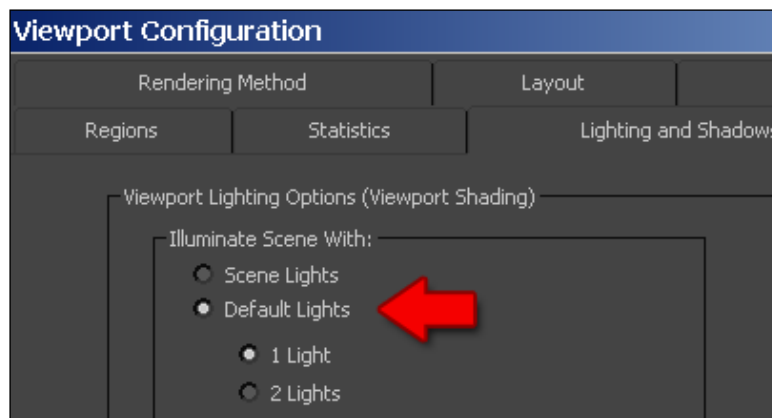 Viewport Configuration
Rendering Method Layout
Regions Statistics Lighting and Shadows
Viewport Lighting Options (Viewport Shading)
Illuminate Scene With:
Scene Lights
Default Lights
1 Light
2 Lights